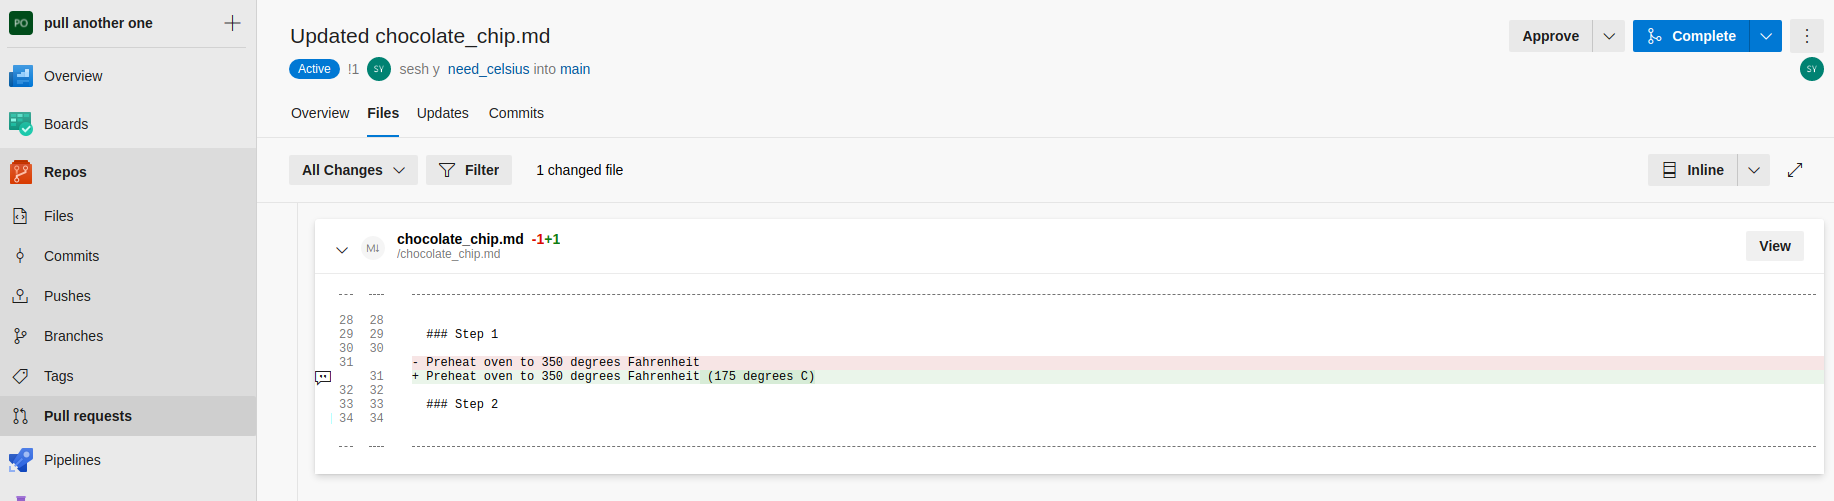 PO pull another one
Overview
Boards
Repos
Files
Commits
Pushes
Branches
Tags
Pull requests
Pipelines
Updated chocolate_chip.md
Approve
Complete
Active !1 SY sesh y need_celsius into main
SY
Overview Files Updates Commits
All Changes Filter 1 changed file
Inline
M↓ chocolate_chip.md -1+1
/chocolate_chip.md
View
28 28
29 29 ### Step 1
30 30
31 - Preheat oven to 350 degrees Fahrenheit
31 + Preheat oven to 350 degrees Fahrenheit (175 degrees C)
32 32
33 33 ### Step 2
34 34